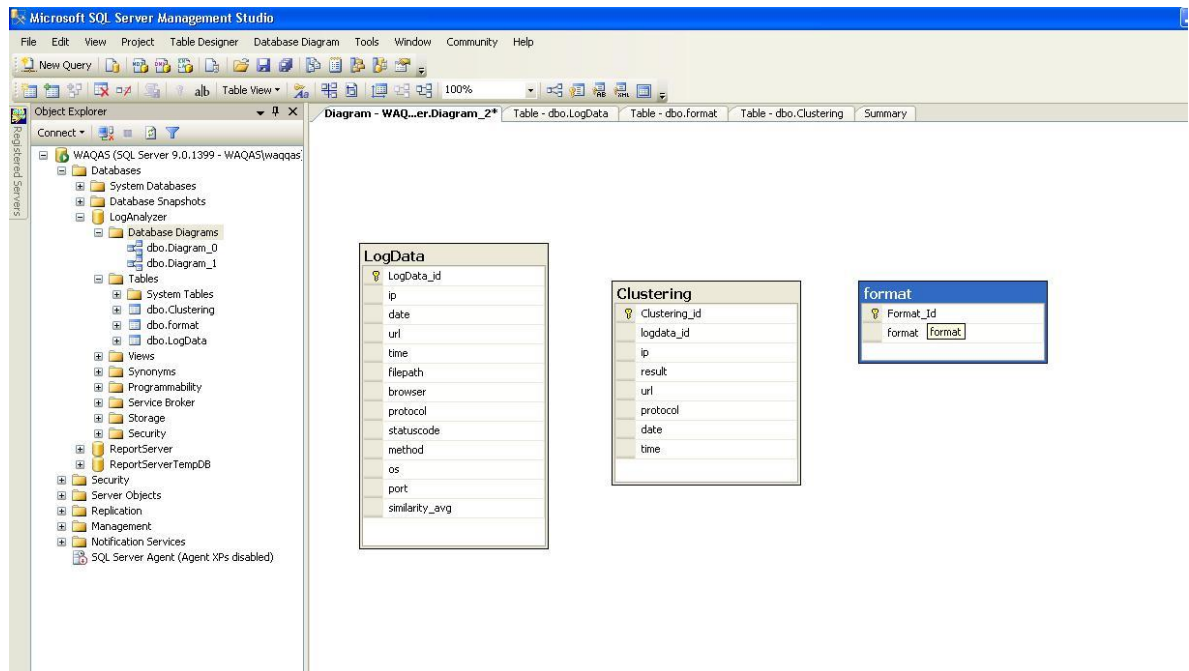 Microsoft SQL Server Management Studio
File Edit View Project Table Designer Database Diagram Tools Window Community Help
New Query
Table View 100%
Registered Servers
Object Explorer
Connect
WAQAS (SQL Server 9.0.1399 - WAQAS\waqqas
Databases
System Databases
Database Snapshots
LogAnalyzer
Database Diagrams
dbo.Diagram_0
dbo.Diagram_1
Tables
System Tables
dbo.Clustering
dbo.format
dbo.LogData
Views
Synonyms
Programmability
Service Broker
Storage
Security
ReportServer
ReportServerTempDB
Security
Server Objects
Replication
Management
Notification Services
SQL Server Agent (Agent XPs disabled)
Diagram - WAQ...er.Diagram_2* Table - dbo.LogData Table - dbo.format Table - dbo.Clustering Summary
LogData
LogData_id
ip
date
url
time
filepath
browser
protocol
statuscode
method
os
port
similarity_avg
Clustering
Clustering_id
logdata_id
ip
result
url
protocol
date
time
format
Format_Id
format format